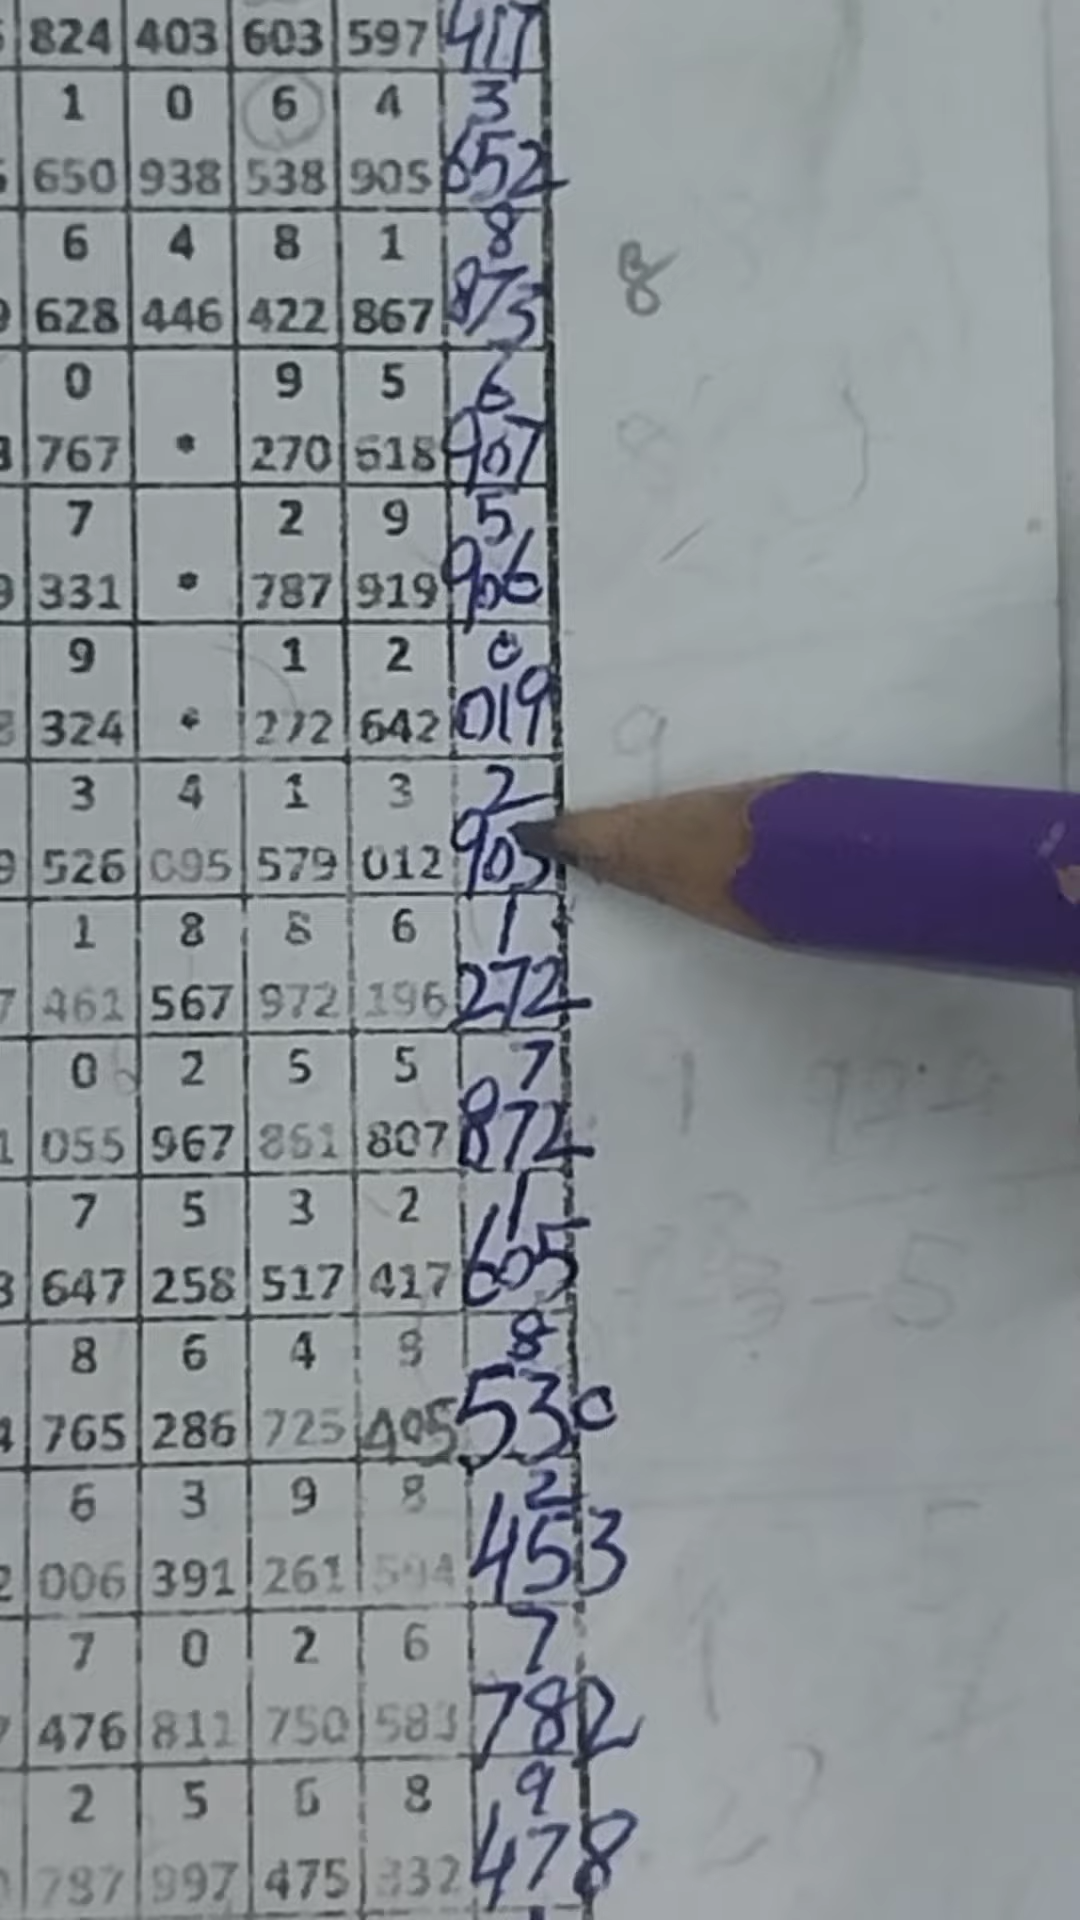 824 403 603 597 417
1 0 6 4 3
650 938 538 905 652
6 4 8 1 8
628 446 422 867 873
0 9 5 6
767 * 270 618 907
7 2 9 5
331 * 787 919 906
9 1 2 0
324 * 272 642 019
3 4 1 3 2
526 095 579 012 905
1 8 8 6 1
461 567 972 196 272
0 2 5 5 7
055 967 861 807 872
7 5 3 2 1
647 258 517 417 605
8 6 4 9 8
765 286 725 405 530
6 3 9 8 2
006 391 261 594 453
7 0 2 6 7
476 811 750 583 782
2 5 6 8 9
787 997 475 332 478
8
9